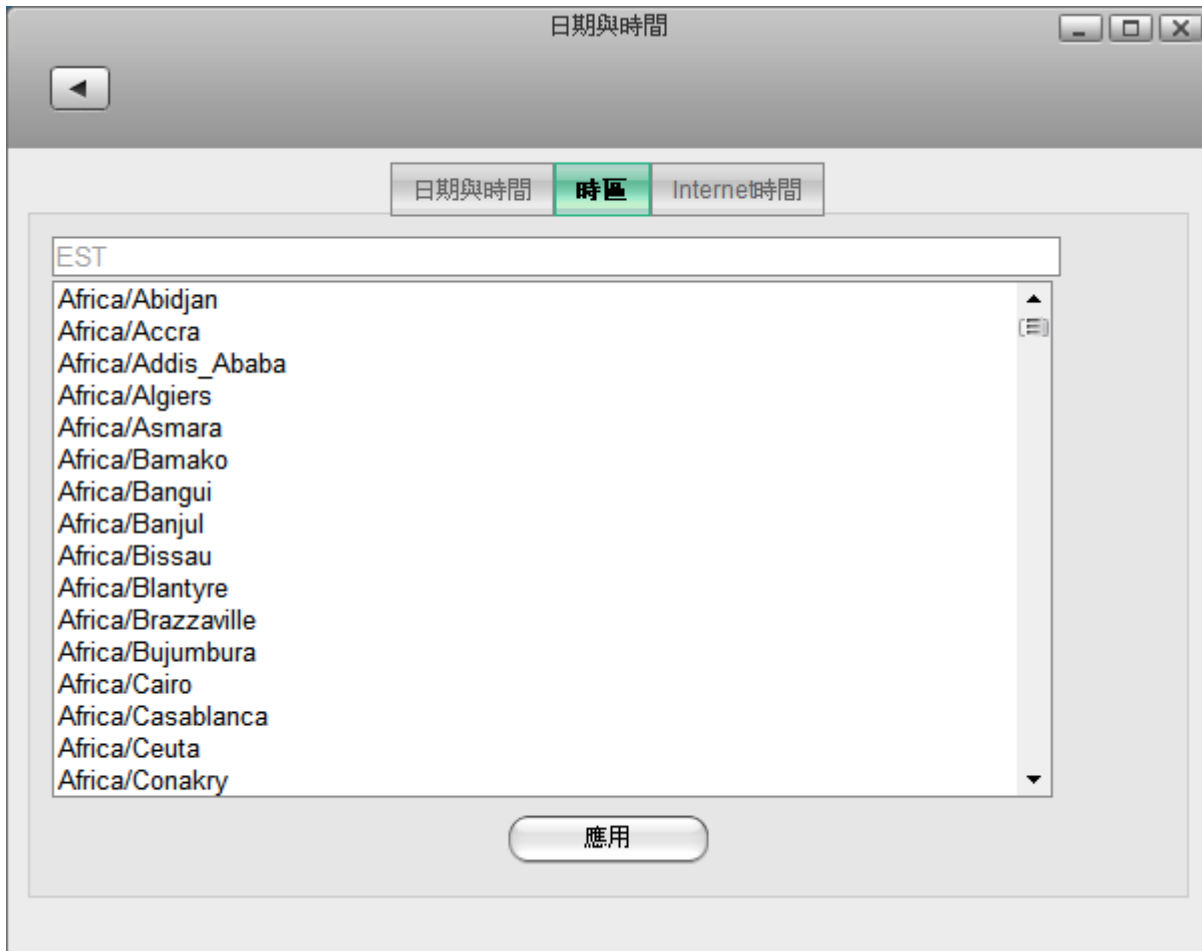 日期與時間
日期與時間 時區 Internet時間
EST
Africa/Abidjan
Africa/Accra
Africa/Addis_Ababa
Africa/Algiers
Africa/Asmara
Africa/Bamako
Africa/Bangui
Africa/Banjul
Africa/Bissau
Africa/Blantyre
Africa/Brazzaville
Africa/Bujumbura
Africa/Cairo
Africa/Casablanca
Africa/Ceuta
Africa/Conakry
應用